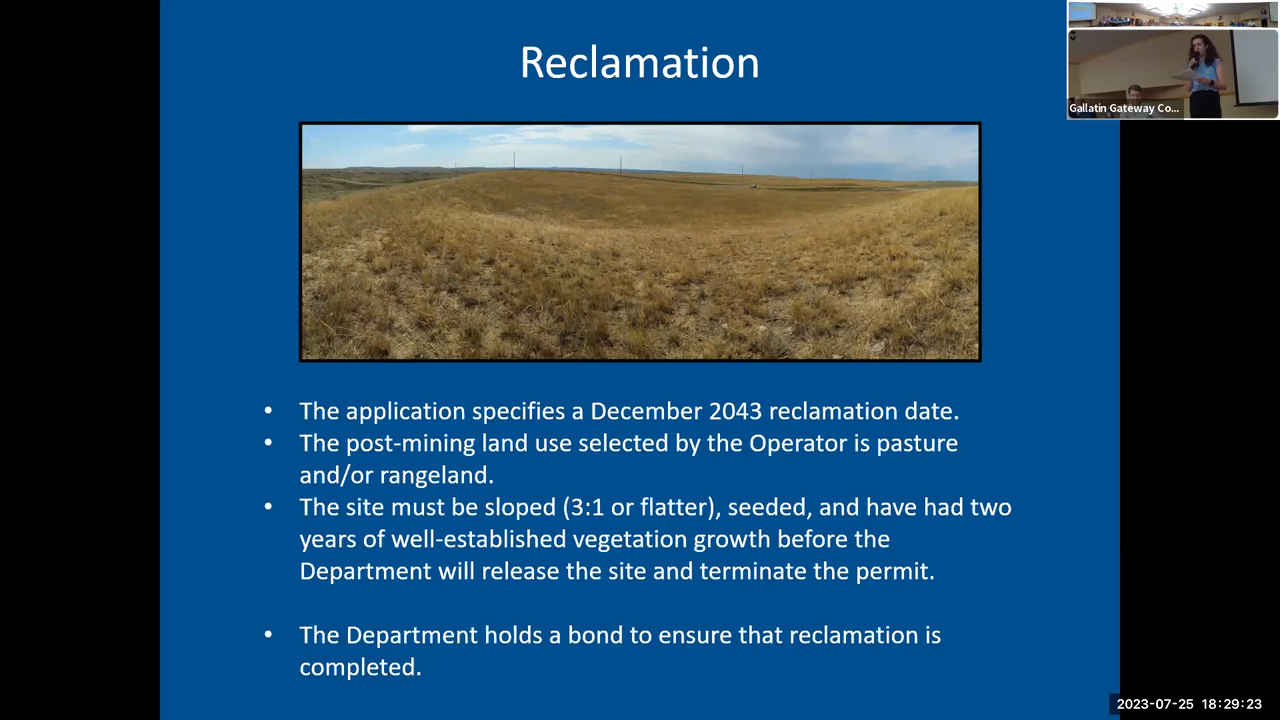 Reclamation
Gallatin Gateway Co...
• The application specifies a December 2043 reclamation date.
• The post-mining land use selected by the Operator is pasture
and/or rangeland.
• The site must be sloped (3:1 or flatter), seeded, and have had two
years of well-established vegetation growth before the
Department will release the site and terminate the permit.
• The Department holds a bond to ensure that reclamation is
completed.
2023-07-25 18:29:23